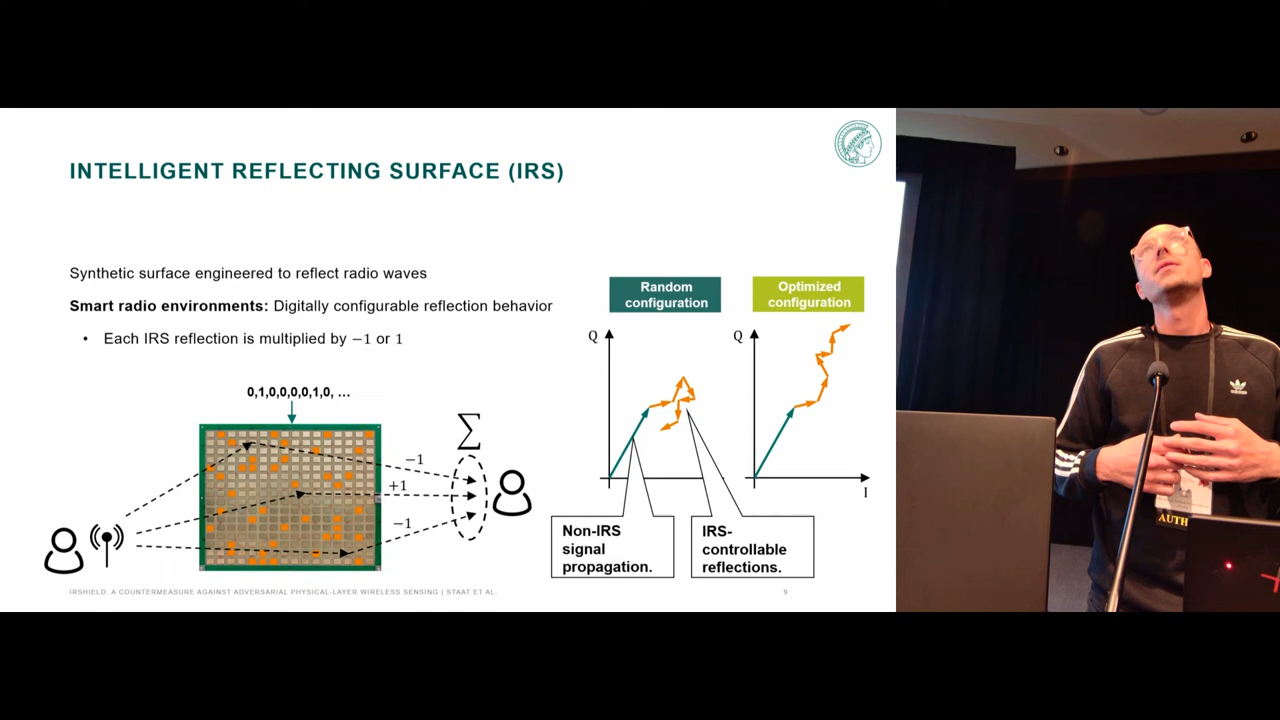 INTELLIGENT REFLECTING SURFACE (IRS)
Synthetic surface engineered to reflect radio waves
Smart radio environments: Digitally configurable reflection behavior
• Each IRS reflection is multiplied by −1 or 1
0,1,0,0,0,0,1,0, …
∑
−1
+1
−1
Random
configuration
Optimized
configuration
Q
Q
I
Non-IRS
signal
propagation.
IRS-
controllable
reflections.
IRSHIELD: A COUNTERMEASURE AGAINST ADVERSARIAL PHYSICAL-LAYER WIRELESS SENSING | STAAT ET AL.
9
AUTH